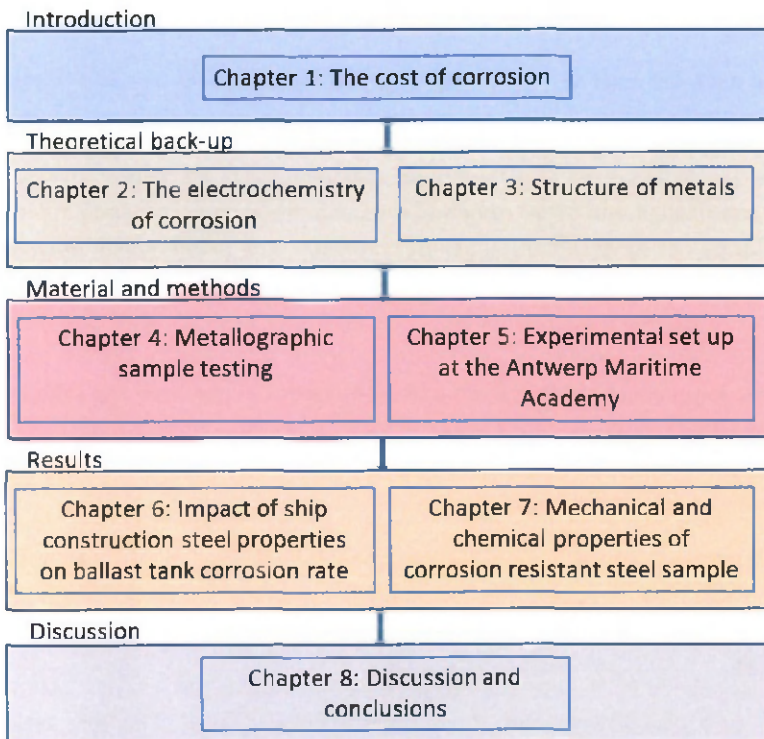 Introduction
Chapter 1: The cost of corrosion
Theoretical back-up
Chapter 2: The electrochemistry
of corrosion
Chapter 3: Structure of metals
Material and methods
Chapter 4: Metallographic
sample testing
Chapter 5: Experimental set up
at the Antwerp Maritime
Academy
Results
Chapter 6: Impact of ship
construction steel properties
on ballast tank corrosion rate
Chapter 7: Mechanical and
chemical properties of
corrosion resistant steel sample
Discussion
Chapter 8: Discussion and
conclusions